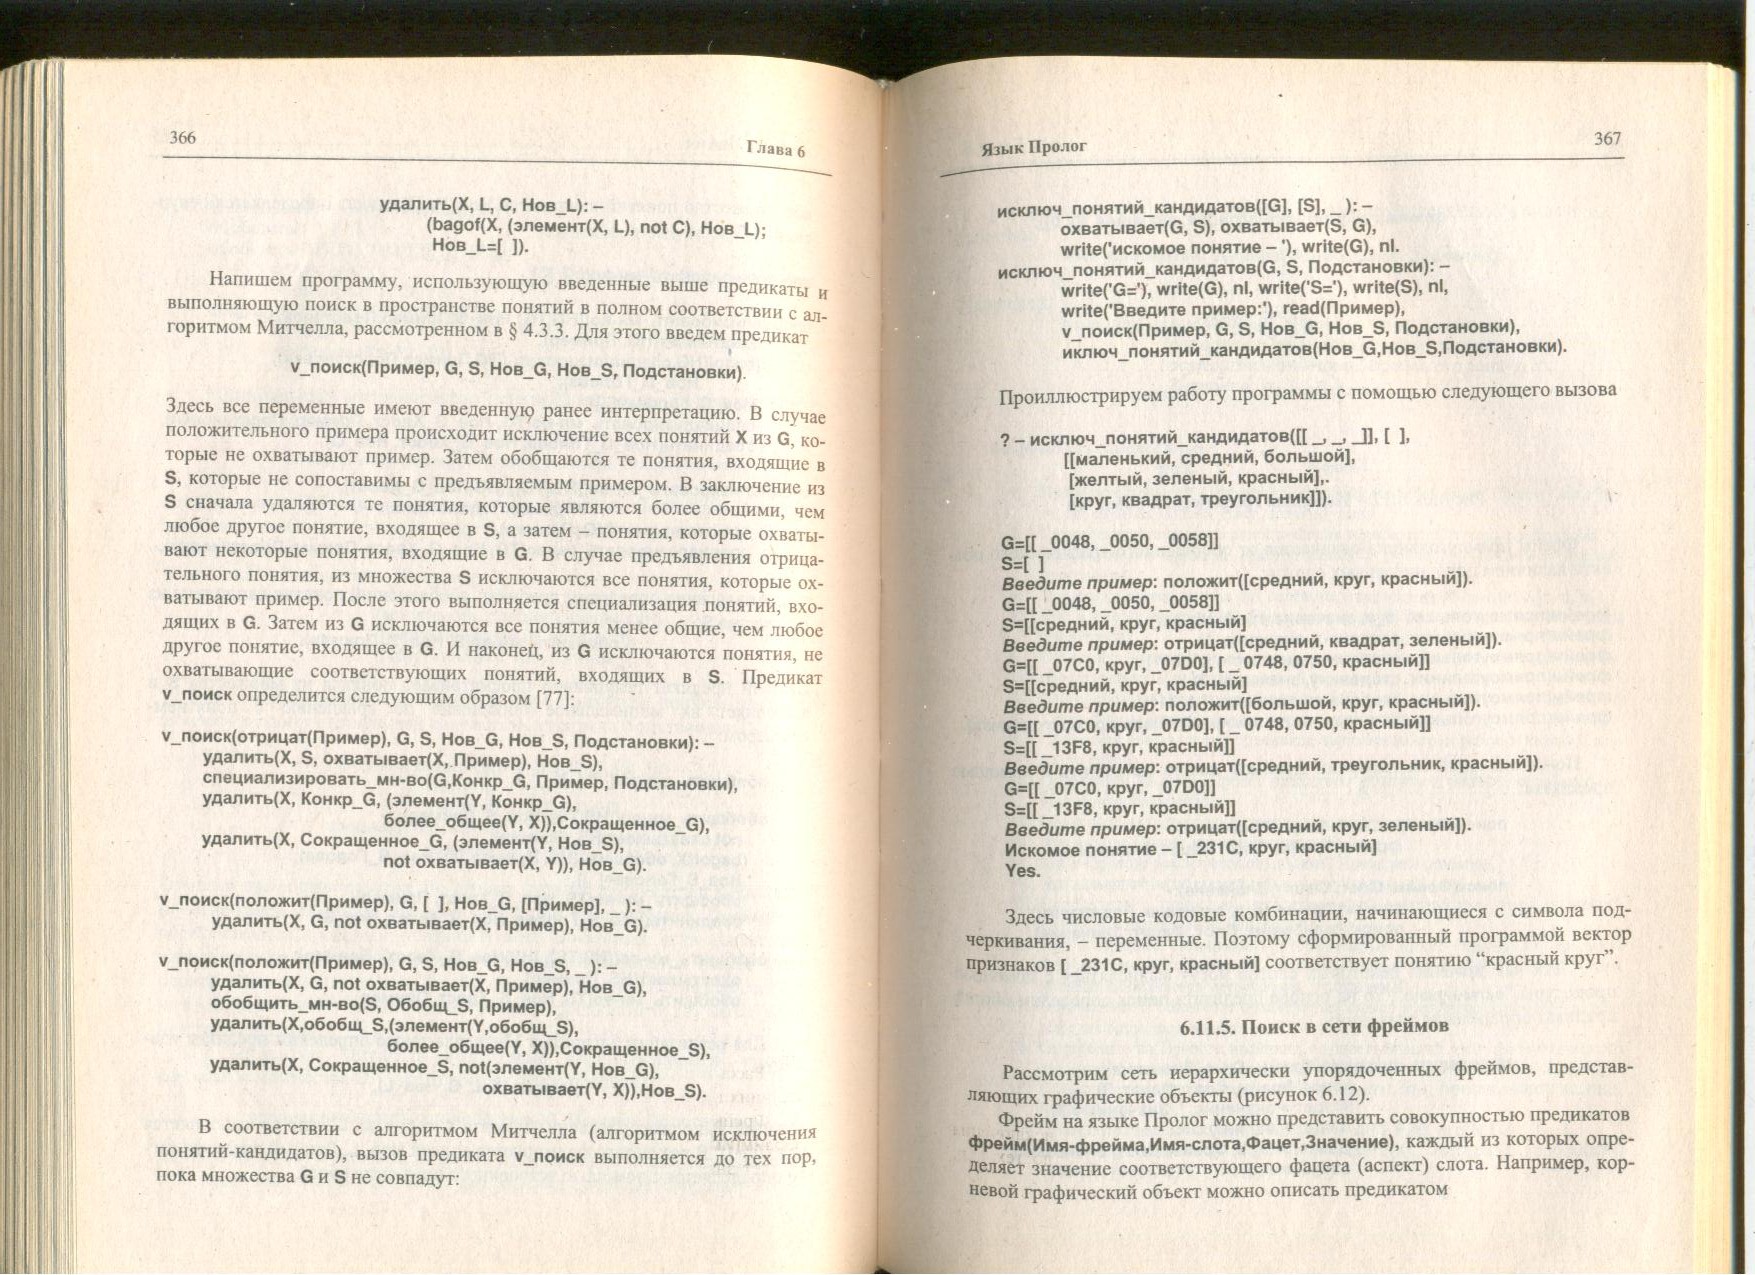 366
Глава 6
удалить(X, L, C, Нов_L): –
(bagof(X, (элемент(X, L), not C), Нов_L);
Нов_L=[ ]).
Напишем программу, использующую введенные выше предикаты и
выполняющую поиск в пространстве понятий в полном соответствии с ал-
горитмом Митчелла, рассмотренном в § 4.3.3. Для этого введем предикат
v_поиск(Пример, G, S, Нов_G, Нов_S, Подстановки).
Здесь все переменные имеют введенную ранее интерпретацию. В случае
положительного примера происходит исключение всех понятий X из G, ко-
торые не охватывают пример. Затем обобщаются те понятия, входящие в
S, которые не сопоставимы с предъявляемым примером. В заключение из
S сначала удаляются те понятия, которые являются более общими, чем
любое другое понятие, входящее в S, а затем – понятия, которые охваты-
вают некоторые понятия, входящие в G. В случае предъявления отрица-
тельного понятия, из множества S исключаются все понятия, которые ох-
ватывают пример. После этого выполняется специализация понятий, вхо-
дящих в G. Затем из G исключаются все понятия менее общие, чем любое
другое понятие, входящее в G. И наконец, из G исключаются понятия, не
охватывающие соответствующих понятий, входящих в S. Предикат
v_поиск определится следующим образом [77]:
v_поиск(отрицат(Пример), G, S, Нов_G, Нов_S, Подстановки): –
удалить(X, S, охватывает(X, Пример), Нов_S),
специализировать_мн-во(G,Конкр_G, Пример, Подстановки),
удалить(X, Конкр_G, (элемент(Y, Конкр_G),
более_общее(Y, X)),Сокращенное_G),
удалить(X, Сокращенное_G, (элемент(Y, Нов_S),
not охватывает(X, Y)), Нов_G).
v_поиск(положит(Пример), G, [ ], Нов_G, [Пример], _ ): –
удалить(X, G, not охватывает(X, Пример), Нов_G).
v_поиск(положит(Пример), G, S, Нов_G, Нов_S, _ ): –
удалить(X, G, not охватывает(X, Пример), Нов_G),
обобщить_мн-во(S, Обобщ_S, Пример),
удалить(X,обобщ_S,(элемент(Y,обобщ_S),
более_общее(Y, X)),Сокращенное_S),
удалить(X, Сокращенное_S, not(элемент(Y, Нов_G),
охватывает(Y, X)),Нов_S).
В соответствии с алгоритмом Митчелла (алгоритмом исключения
понятий-кандидатов), вызов предиката v_поиск выполняется до тех пор,
пока множества G и S не совпадут:
Язык Пролог
367
исключ_понятий_кандидатов([G], [S], _ ): –
охватывает(G, S), охватывает(S, G),
write('искомое понятие – '), write(G), nl.
исключ_понятий_кандидатов(G, S, Подстановки): –
write('G='), write(G), nl, write('S='), write(S), nl,
write('Введите пример:'), read(Пример),
v_поиск(Пример, G, S, Нов_G, Нов_S, Подстановки),
иключ_понятий_кандидатов(Нов_G,Нов_S,Подстановки).
Проиллюстрируем работу программы с помощью следующего вызова
? – исключ_понятий_кандидатов([[ _, _, _]], [ ],
[[маленький, средний, большой],
[желтый, зеленый, красный],.
[круг, квадрат, треугольник]]).
G=[[ _0048, _0050, _0058]]
S=[ ]
Введите пример: положит([средний, круг, красный]).
G=[[ _0048, _0050, _0058]]
S=[[средний, круг, красный]
Введите пример: отрицат([средний, квадрат, зеленый]).
G=[[ _07C0, круг, _07D0], [ _ 0748, 0750, красный]]
S=[[средний, круг, красный]
Введите пример: положит([большой, круг, красный]).
G=[[ _07C0, круг, _07D0], [ _ 0748, 0750, красный]]
S=[[ _13F8, круг, красный]]
Введите пример: отрицат([средний, треугольник, красный]).
G=[[ _07C0, круг, _07D0]]
S=[[ _13F8, круг, красный]]
Введите пример: отрицат([средний, круг, зеленый]).
Искомое понятие – [ _231C, круг, красный]
Yes.
Здесь числовые кодовые комбинации, начинающиеся с символа под-
черкивания, – переменные. Поэтому сформированный программой вектор
признаков [ _231C, круг, красный] соответствует понятию “красный круг”.
6.11.5. Поиск в сети фреймов
Рассмотрим сеть иерархически упорядоченных фреймов, представ-
ляющих графические объекты (рисунок 6.12).
Фрейм на языке Пролог можно представить совокупностью предикатов
фрейм(Имя-фрейма,Имя-слота,Фацет,Значение), каждый из которых опре-
деляет значение соответствующего фацета (аспект) слота. Например, кор-
невой графический объект можно описать предикатом